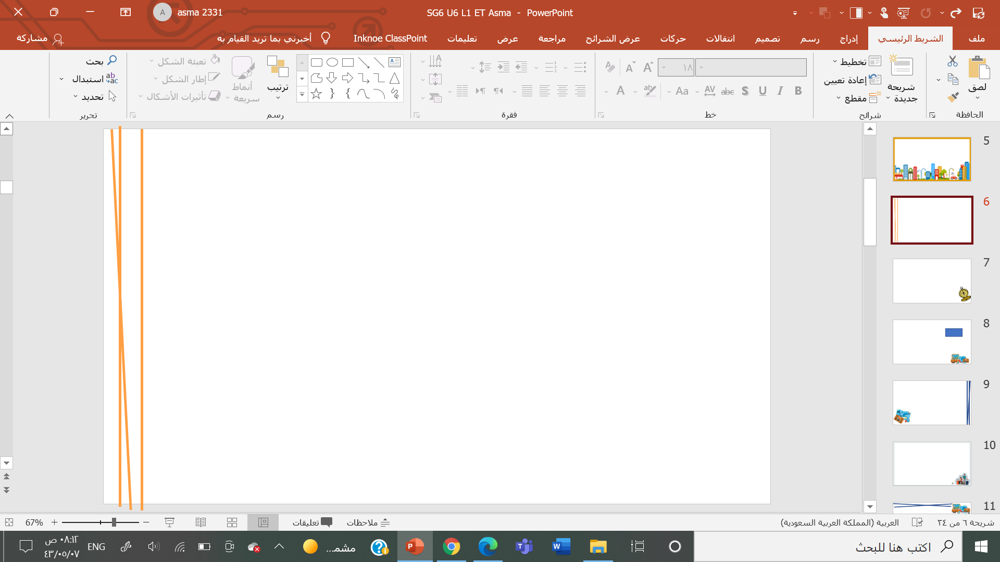 asma 2331
SG6 U6 L1 ET Asma - PowerPoint
ملف
الشريط الرئيسي
إدراج
رسم
تصميم
انتقالات
حركات
عرض الشرائح
مراجعة
عرض
تعليمات
Inknoe ClassPoint
أخبرني بما تريد القيام به
مشاركة
لصق
الحافظة
شريحة
جديدة
تخطيط
إعادة تعيين
مقطع
شرائح
١٨
خط
فقرة
ترتيب
أنماط
سريعة
تعبئة الشكل
إطار الشكل
تأثيرات الأشكال
رسم
بحث
استبدال
تحديد
تحرير
5
6
7
8
9
10
11
شريحة ٦ من ٢٤
العربية (المملكة العربية السعودية)
ملاحظات
تعليقات
67%
اكتب هنا للبحث
مشم...
ENG
٠٨:١٢ ص
٤٣/٠٥/٠٧